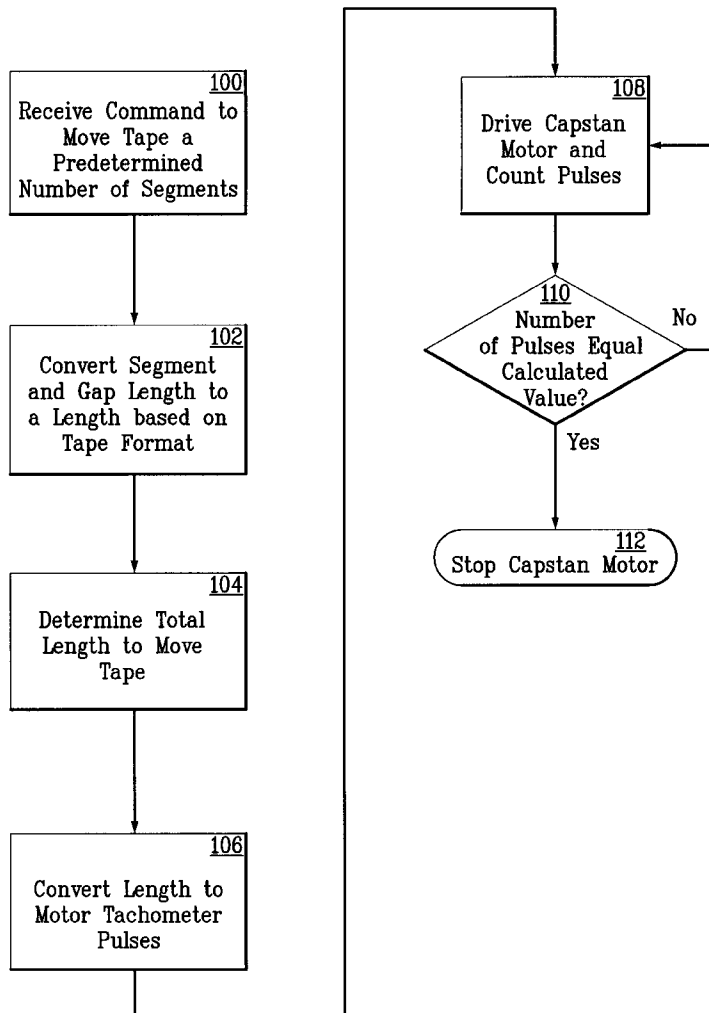 100
Receive Command to
Move Tape a
Predetermined
Number of Segments
102
Convert Segment
and Gap Length to
a Length based on
Tape Format
104
Determine Total
Length to Move
Tape
106
Convert Length to
Motor Tachometer
Pulses
108
Drive Capstan
Motor and
Count Pulses
110
Number
of Pulses Equal
Calculated
Value?
No
Yes
112
Stop Capstan Motor